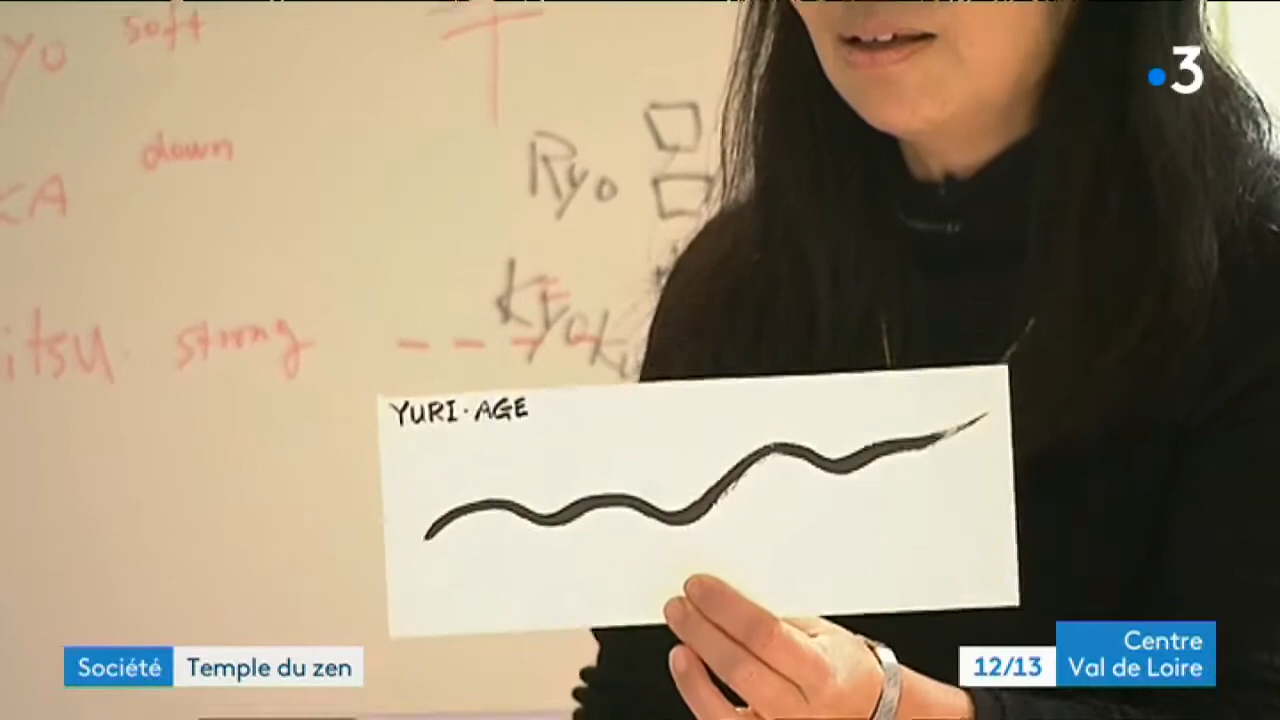 soft
3
down
Ryo
KA
itsu strong
YURI·AGE
Société Temple du zen
12/13 Centre Val de Loire